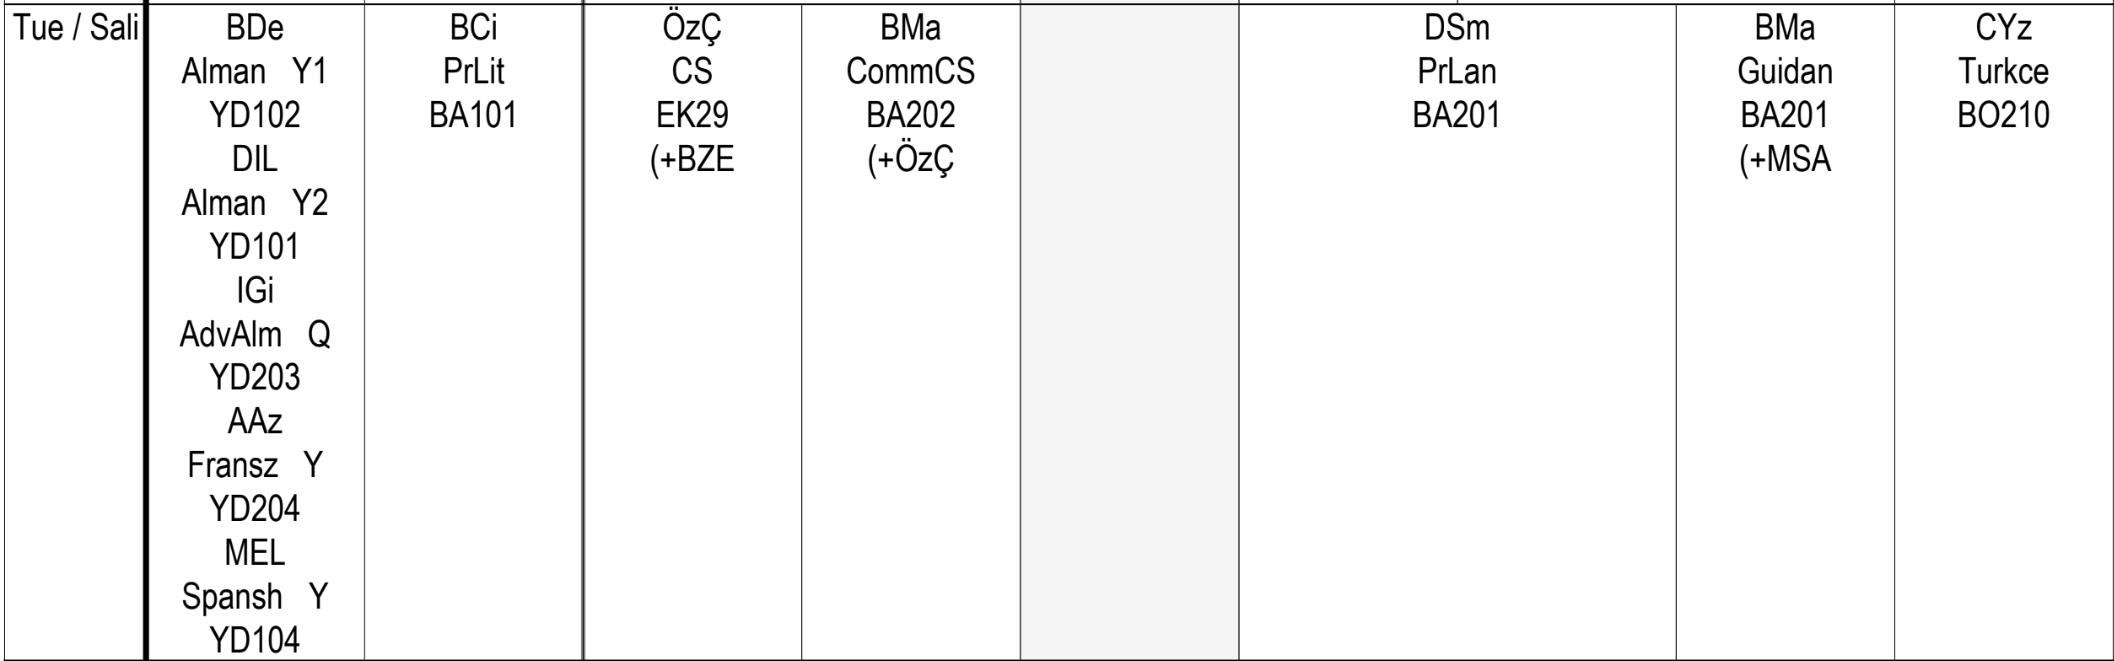 Tue / Sali
BDe
Alman Y1
YD102
DIL
Alman Y2
YD101
IGi
AdvAlm Q
YD203
AAz
Fransz Y
YD204
MEL
Spansh Y
YD104
BCi
PrLit
BA101
ÖzÇ
CS
EK29
(+BZE
BMa
CommCS
BA202
(+ÖzÇ
DSm
PrLan
BA201
BMa
Guidan
BA201
(+MSA
CYz
Turkce
BO210